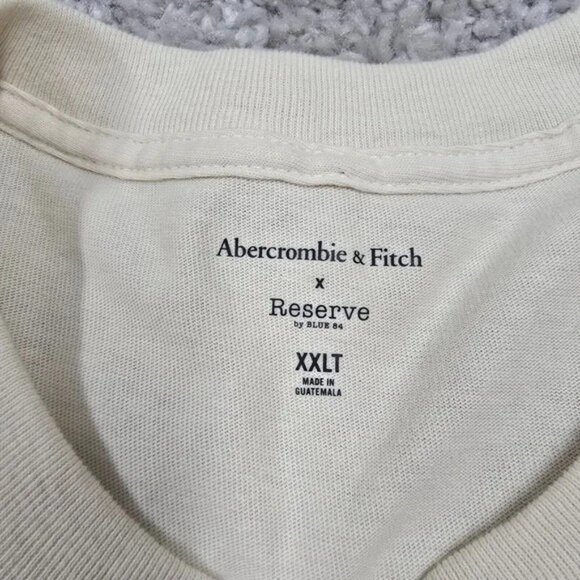 Abercrombie & Fitch
x
Reserve
by BLUE 84
XXLT
MADE IN
GUATEMALA